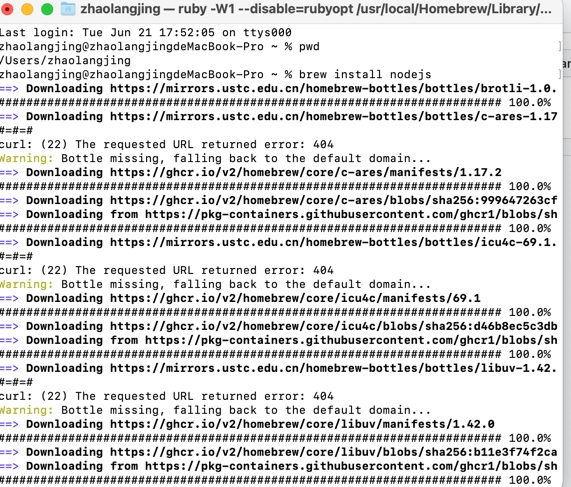 zhaolangjing — ruby -W1 --disable=rubyopt /usr/local/Homebrew/Library/...
Last login: Tue Jun 21 17:52:05 on ttys000
zhaolangjing@zhaolangjingdeMacBook-Pro ~ % pwd
/Users/zhaolangjing
zhaolangjing@zhaolangjingdeMacBook-Pro ~ % brew install nodejs
==> Downloading https://mirrors.ustc.edu.cn/homebrew-bottles/bottles/brotli-1.0.
######################################################################## 100.0%
==> Downloading https://mirrors.ustc.edu.cn/homebrew-bottles/bottles/c-ares-1.17
#=#=#
curl: (22) The requested URL returned error: 404
Warning: Bottle missing, falling back to the default domain...
==> Downloading https://ghcr.io/v2/homebrew/core/c-ares/manifests/1.17.2
######################################################################## 100.0%
==> Downloading https://ghcr.io/v2/homebrew/core/c-ares/blobs/sha256:999647263cf
==> Downloading from https://pkg-containers.githubusercontent.com/ghcr1/blobs/sh
######################################################################## 100.0%
==> Downloading https://mirrors.ustc.edu.cn/homebrew-bottles/bottles/icu4c-69.1.
#=#=#
curl: (22) The requested URL returned error: 404
Warning: Bottle missing, falling back to the default domain...
==> Downloading https://ghcr.io/v2/homebrew/core/icu4c/manifests/69.1
######################################################################## 100.0%
==> Downloading https://ghcr.io/v2/homebrew/core/icu4c/blobs/sha256:d46b8ec5c3db
==> Downloading from https://pkg-containers.githubusercontent.com/ghcr1/blobs/sh
######################################################################## 100.0%
==> Downloading https://mirrors.ustc.edu.cn/homebrew-bottles/bottles/libuv-1.42.
#=#=#
curl: (22) The requested URL returned error: 404
Warning: Bottle missing, falling back to the default domain...
==> Downloading https://ghcr.io/v2/homebrew/core/libuv/manifests/1.42.0
######################################################################## 100.0%
==> Downloading https://ghcr.io/v2/homebrew/core/libuv/blobs/sha256:b11e3f74f2ca
==> Downloading from https://pkg-containers.githubusercontent.com/ghcr1/blobs/sh
######################################################################## 100.0%